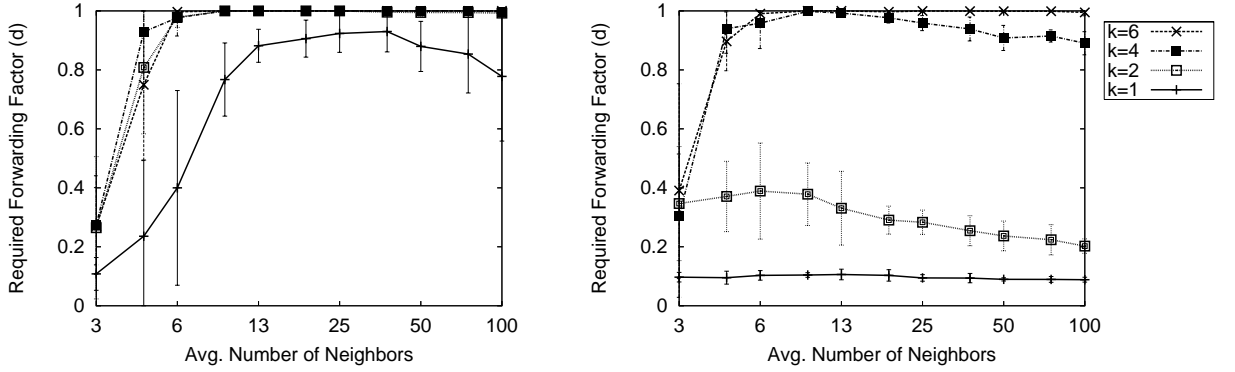 Required Forwarding Factor (d)
1
0.8
0.6
0.4
0.2
0
3 6 13 25 50 100
Avg. Number of Neighbors
Required Forwarding Factor (d)
1
0.8
0.6
0.4
0.2
0
3 6 13 25 50 100
Avg. Number of Neighbors
k=6
k=4
k=2
k=1